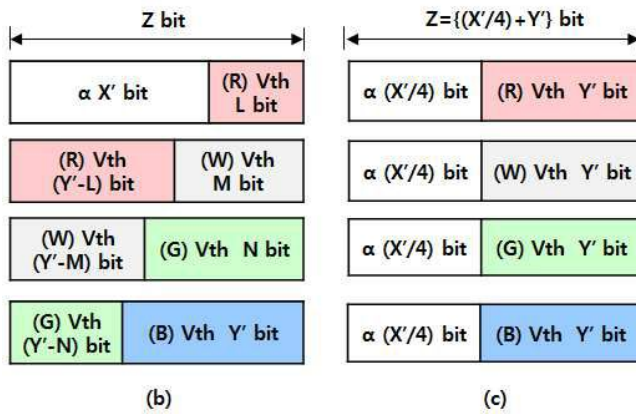 Z bit
Z={(X'/4)+Y'} bit
α X' bit
(R) Vth
L bit
α (X'/4) bit
(R) Vth Y' bit
(R) Vth
(Y'-L) bit
(W) Vth
M bit
α (X'/4) bit
(W) Vth Y' bit
(W) Vth
(Y'-M) bit
(G) Vth N bit
α (X'/4) bit
(G) Vth Y' bit
(G) Vth
(Y'-N) bit
(B) Vth Y' bit
α (X'/4) bit
(B) Vth Y' bit
(b)
(c)